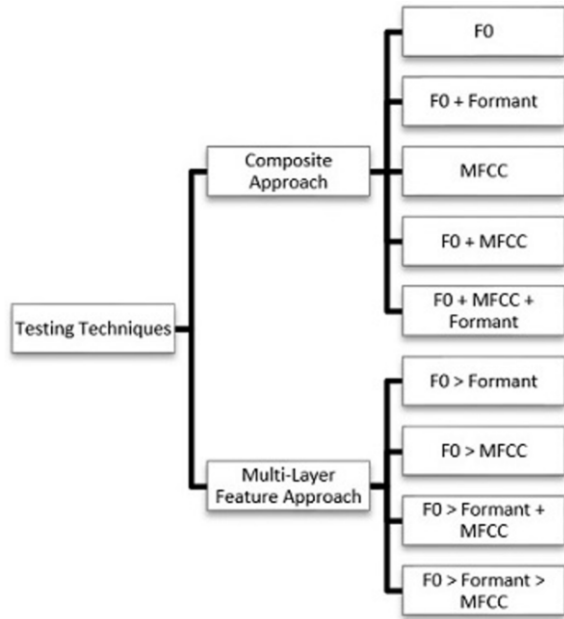 Testing Techniques
Composite
Approach
F0
F0 + Formant
MFCC
F0 + MFCC
F0 + MFCC +
Formant
Multi-Layer
Feature Approach
F0 > Formant
F0 > MFCC
F0 > Formant +
MFCC
F0 > Formant >
MFCC